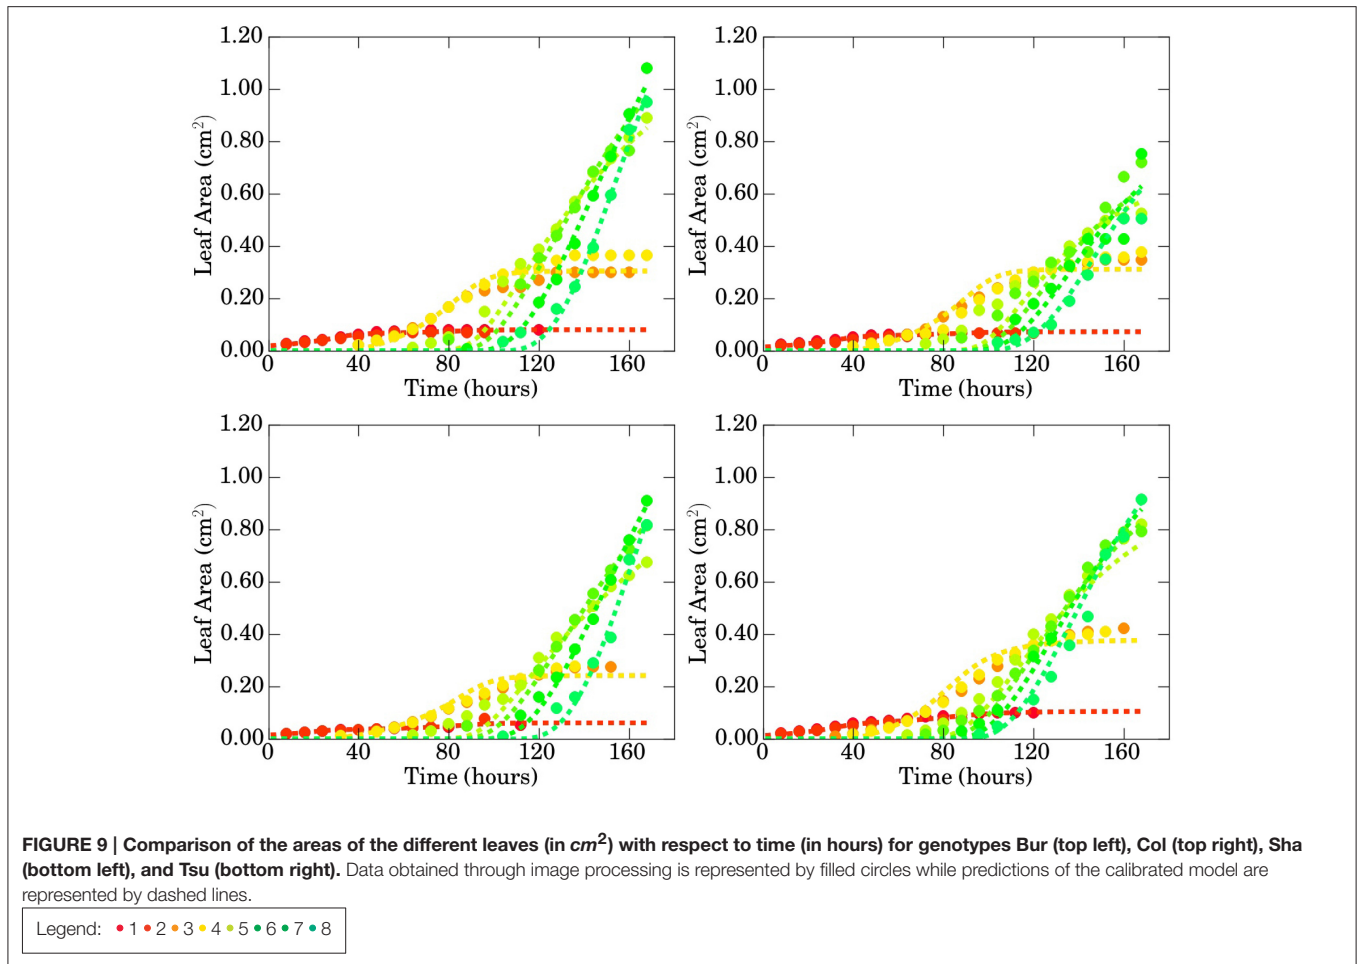 1.20
1.00
0.80
0.60
0.40
0.20
0.00
0 40 80 120 160
Leaf Area (cm²)
Time (hours)
1.20
1.00
0.80
0.60
0.40
0.20
0.00
0 40 80 120 160
Leaf Area (cm²)
Time (hours)
1.20
1.00
0.80
0.60
0.40
0.20
0.00
0 40 80 120 160
Leaf Area (cm²)
Time (hours)
1.20
1.00
0.80
0.60
0.40
0.20
0.00
0 40 80 120 160
Leaf Area (cm²)
Time (hours)
FIGURE 9 | Comparison of the areas of the different leaves (in cm²) with respect to time (in hours) for genotypes Bur (top left), Col (top right), Sha
(bottom left), and Tsu (bottom right). Data obtained through image processing is represented by filled circles while predictions of the calibrated model are
represented by dashed lines.
Legend: 1 2 3 4 5 6 7 8